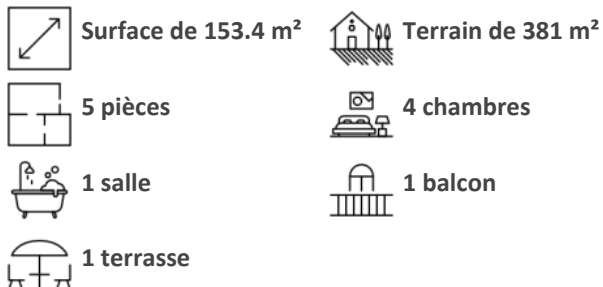 Surface de 153.4 m²
Terrain de 381 m²
5 pièces
4 chambres
1 salle
1 balcon
1 terrasse